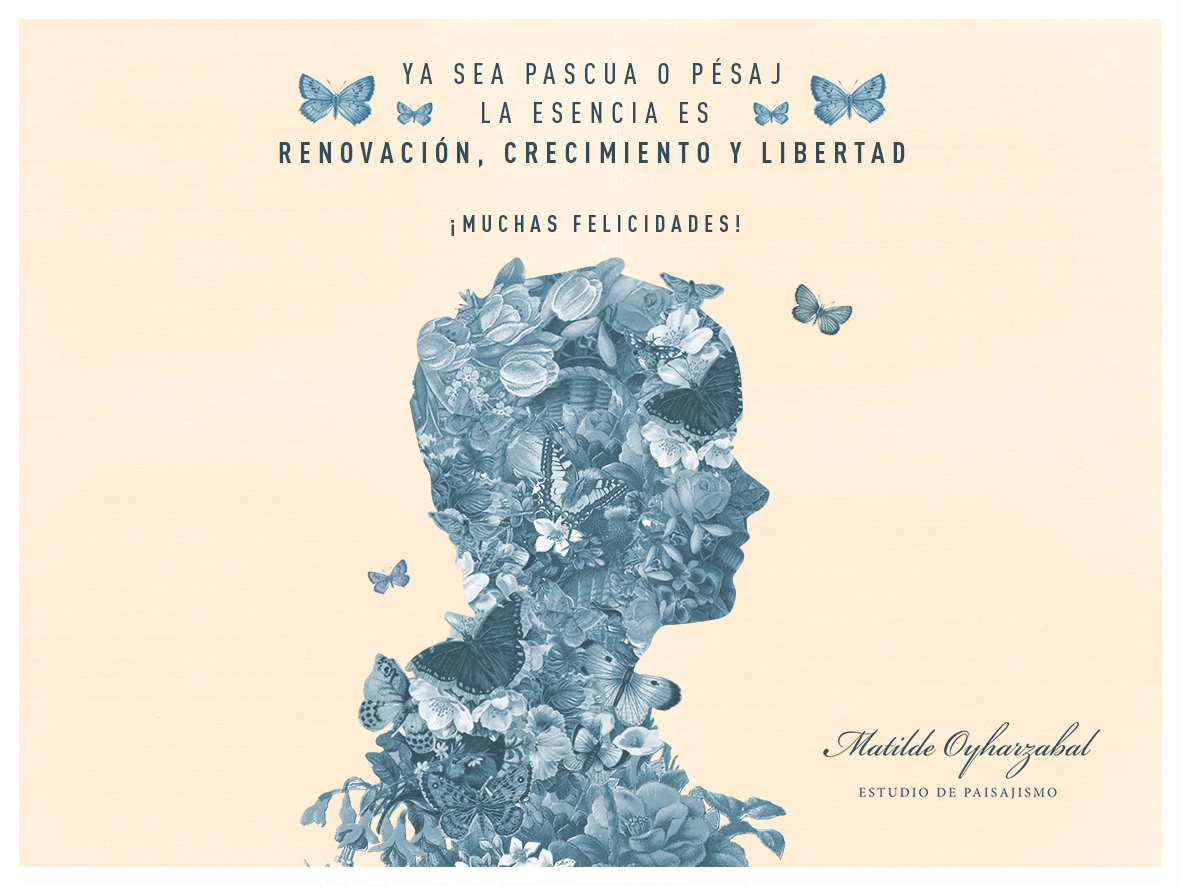 YA SEA PASCUA O PÉSAJ
LA ESENCIA ES
RENOVACIÓN, CRECIMIENTO Y LIBERTAD
¡MUCHAS FELICIDADES!
Matilde Oyharzabal
ESTUDIO DE PAISAJISMO